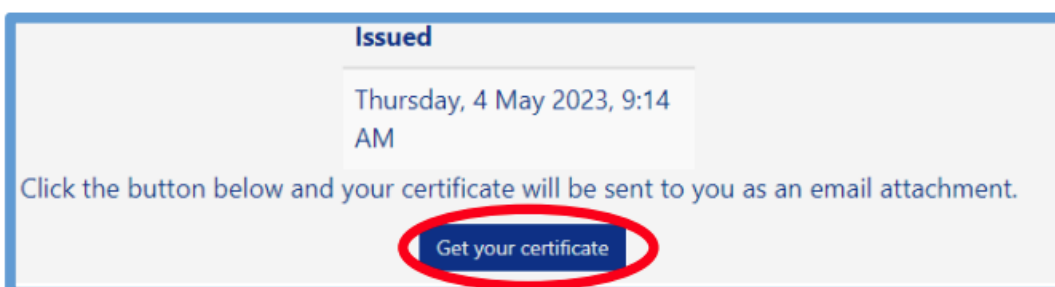 Issued
Thursday, 4 May 2023, 9:14
AM
Click the button below and your certificate will be sent to you as an email attachment.
Get your certificate